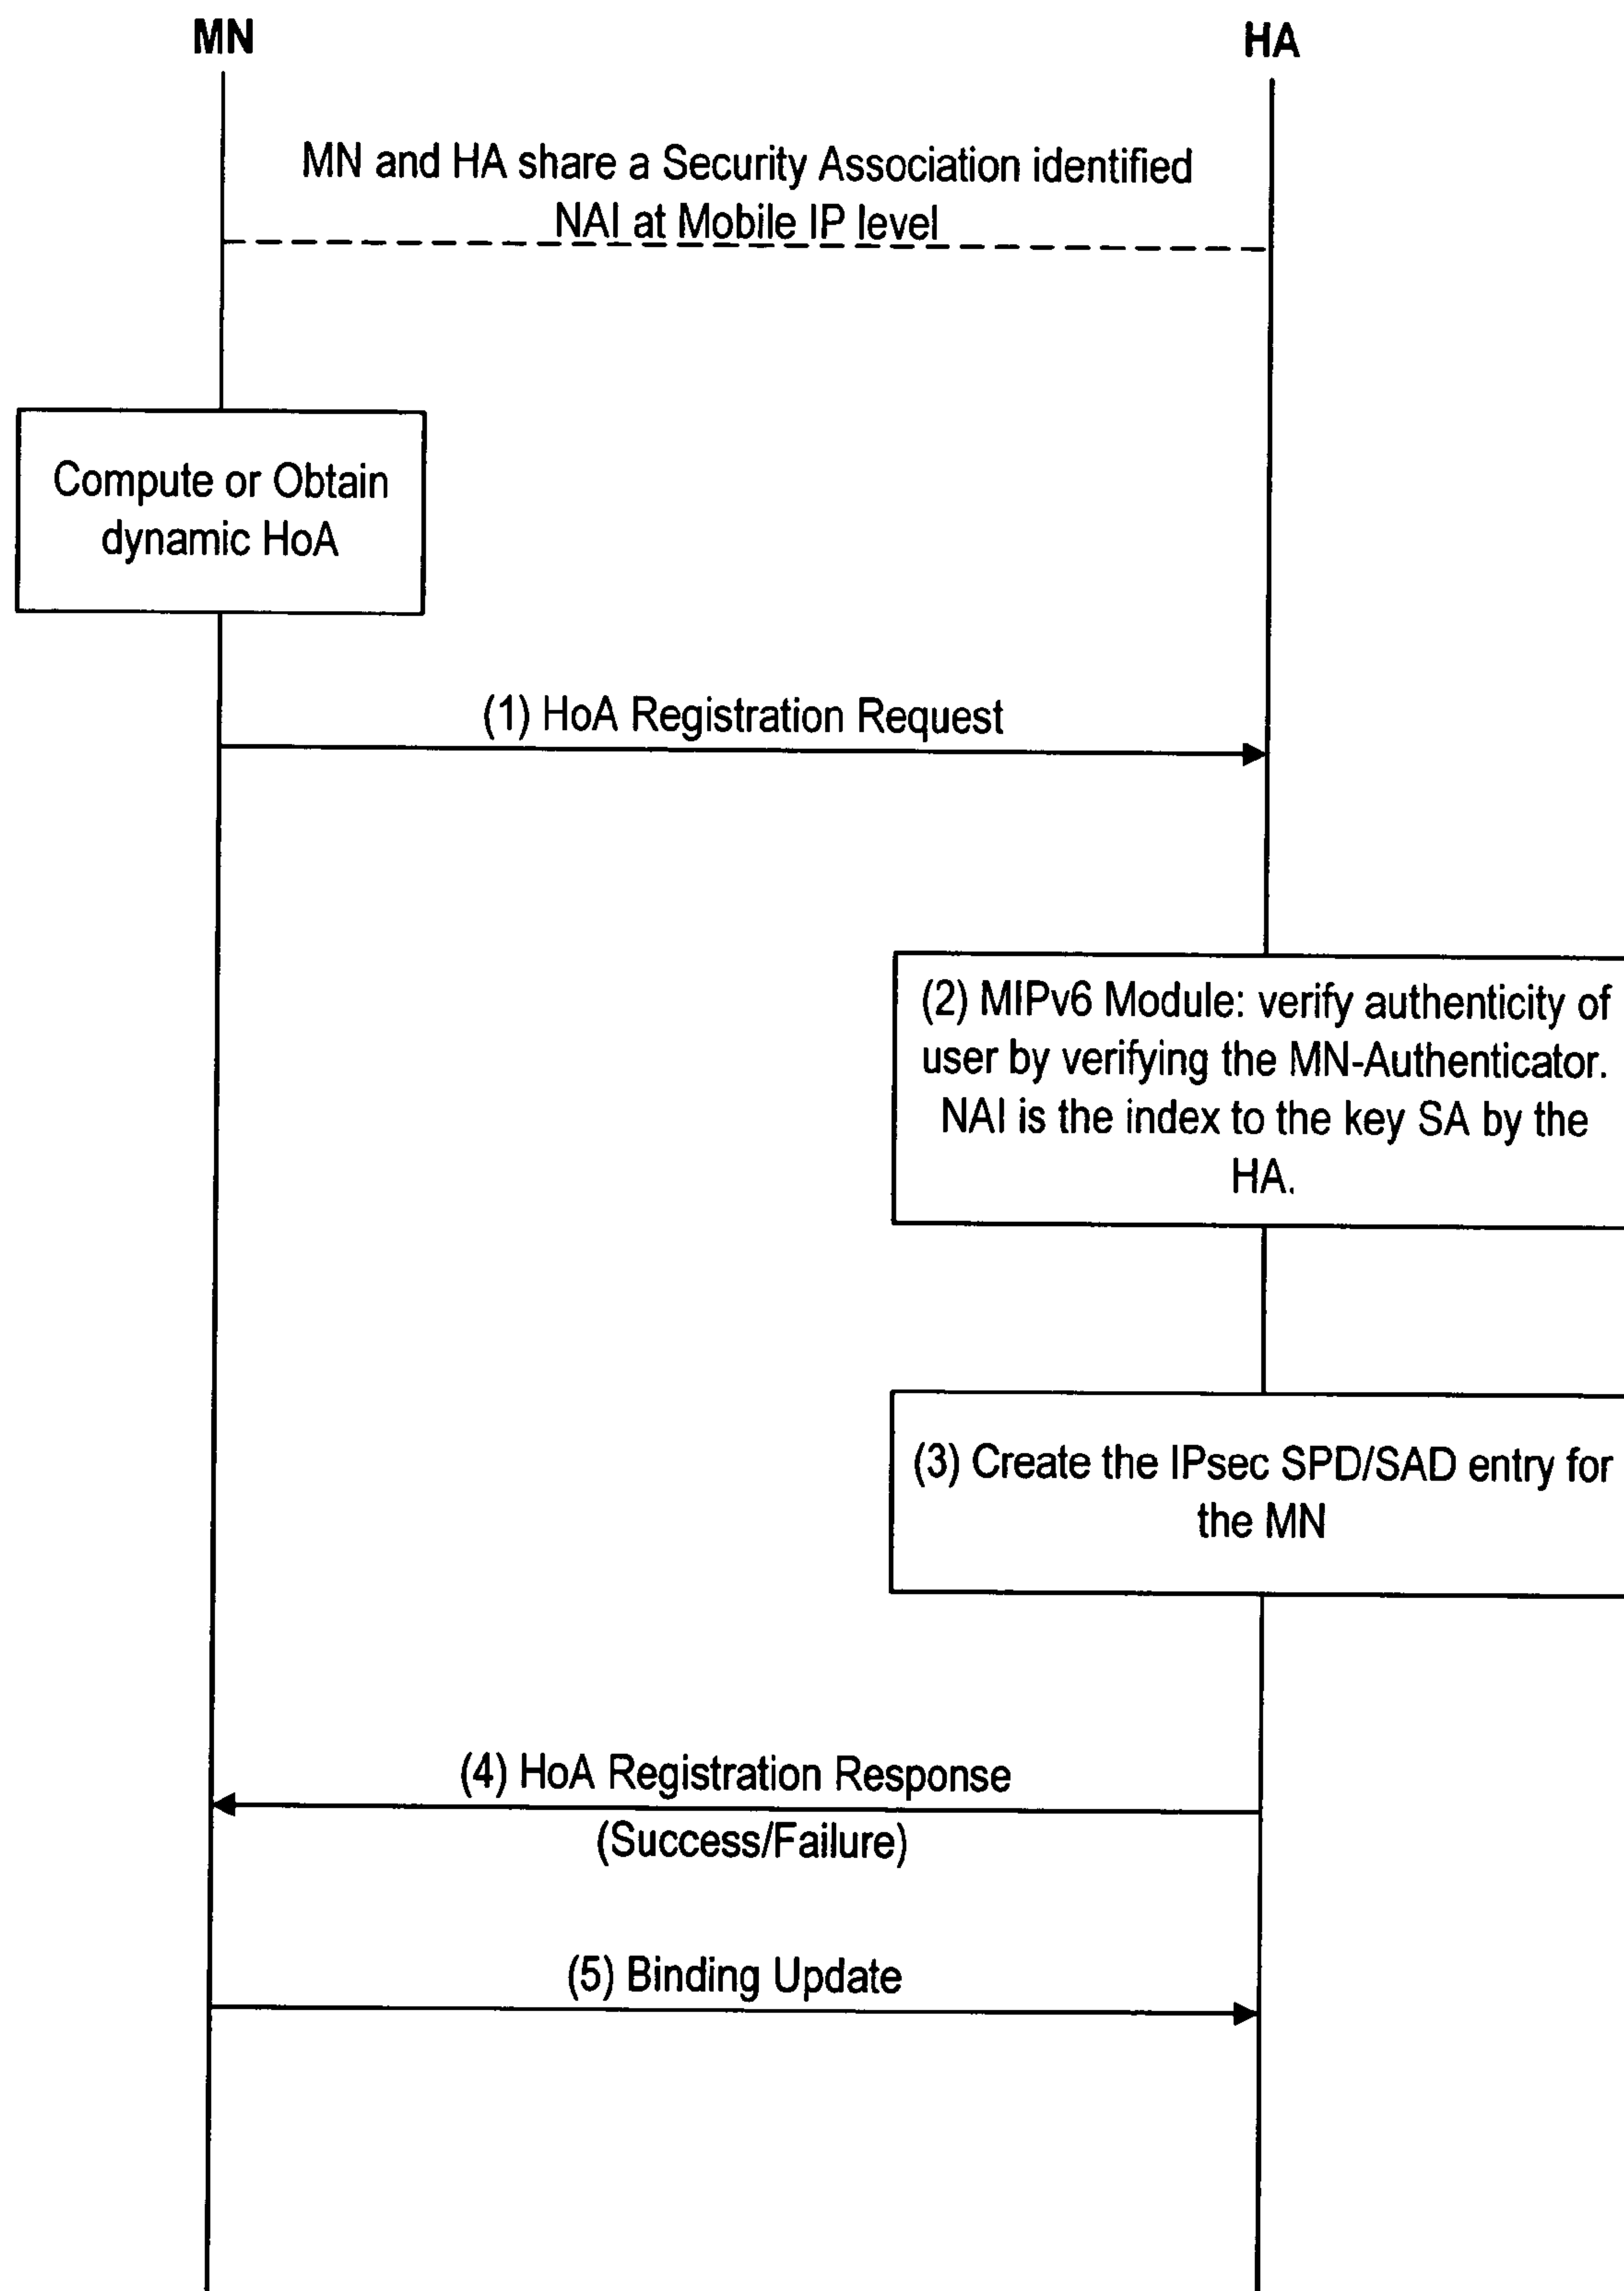 MN
HA
MN and HA share a Security Association identified
NAI at Mobile IP level
Compute or Obtain
dynamic HoA
(1) HoA Registration Request
(2) MIPv6 Module: verify authenticity of
user by verifying the MN-Authenticator.
NAI is the index to the key SA by the
HA.
(3) Create the IPsec SPD/SAD entry for
the MN
(4) HoA Registration Response
(Success/Failure)
(5) Binding Update